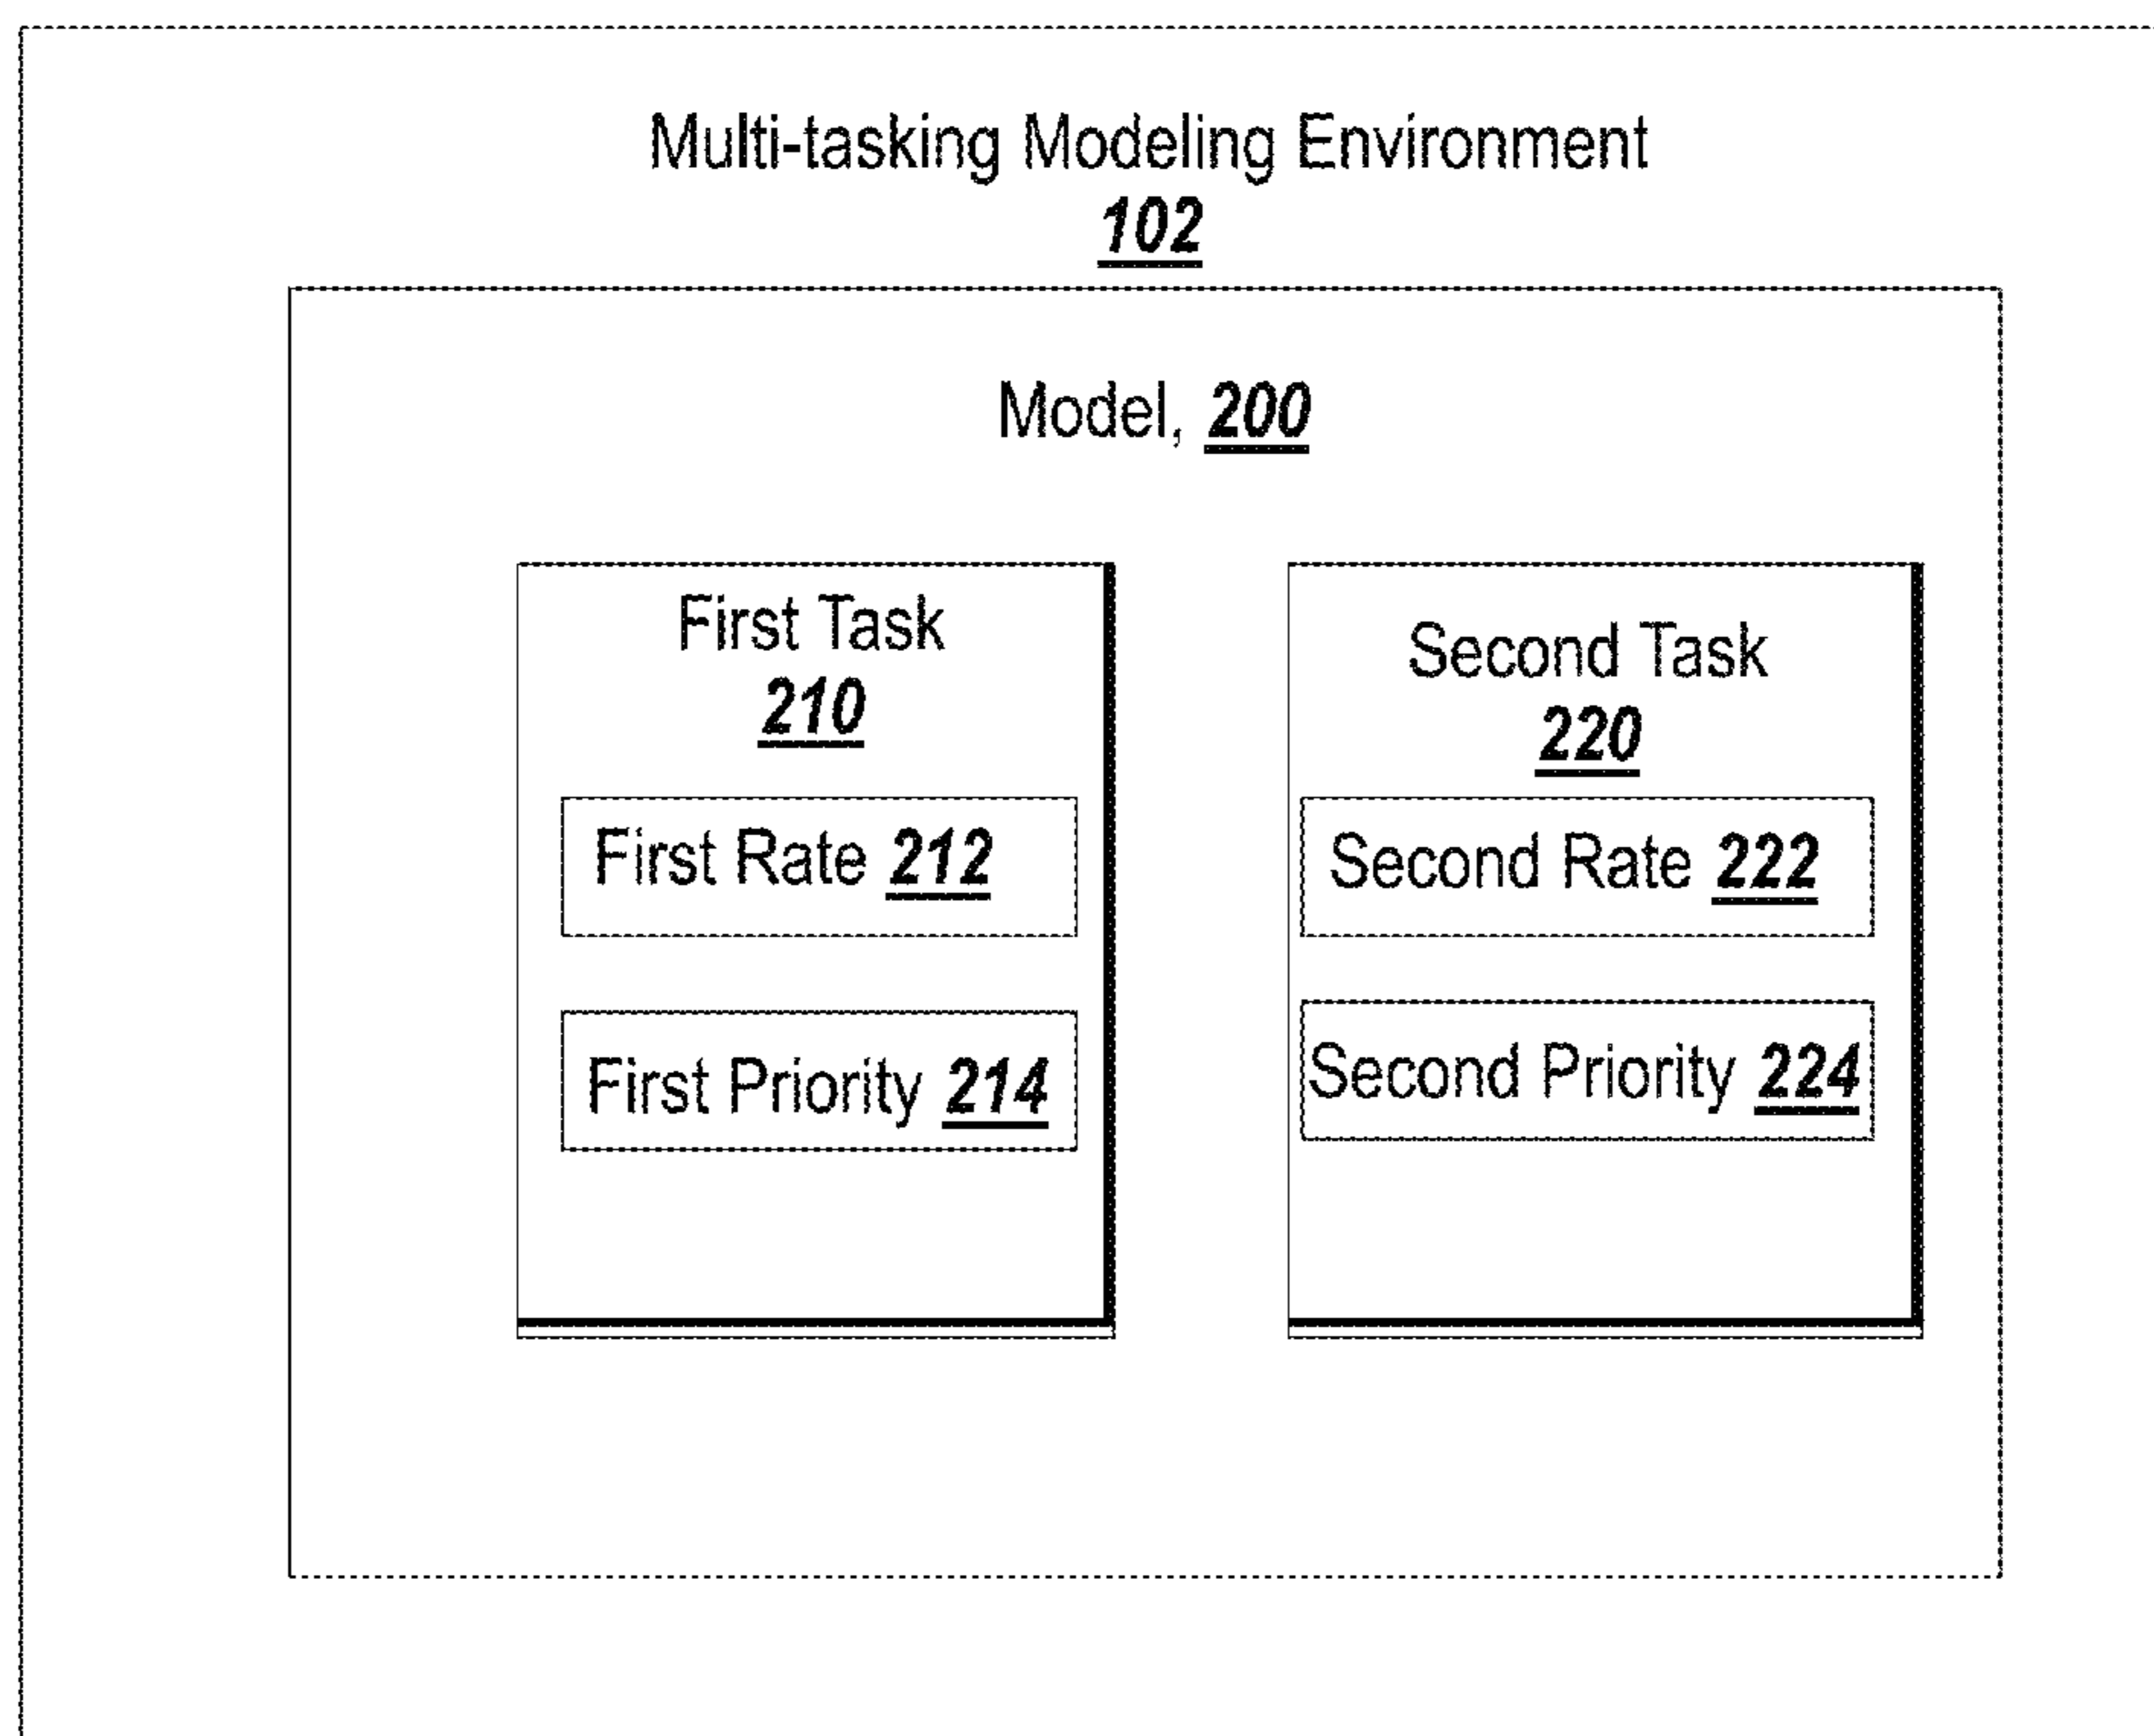 Multi-tasking Modeling Environment
102
Model, 200
First Task
210
First Rate 212
First Priority 214
Second Task
220
Second Rate 222
Second Priority 224